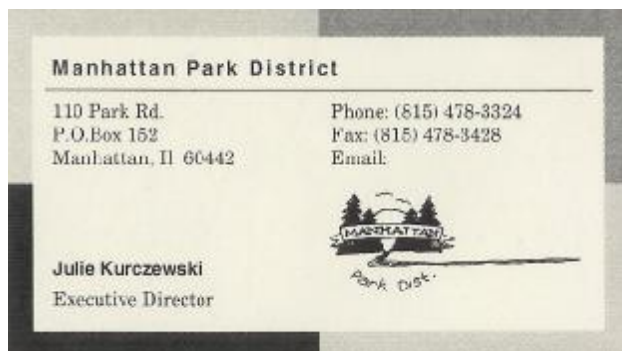 Manhattan Park District
110 Park Rd.
P.O.Box 152
Manhattan, Il 60442
Phone: (815) 478-3324
Fax: (815) 478-3428
Email:
MANHATTAN
Park Dist.
Julie Kurczewski
Executive Director